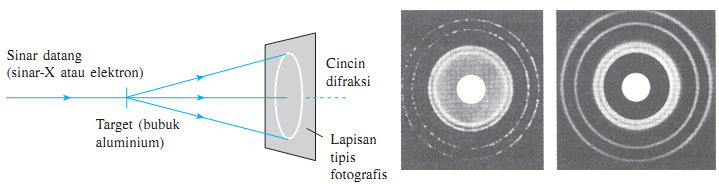 Sinar datang
(sinar-X atau elektron)
Target (bubuk
aluminium)
Cincin
difraksi
Lapisan
tipis
fotografis